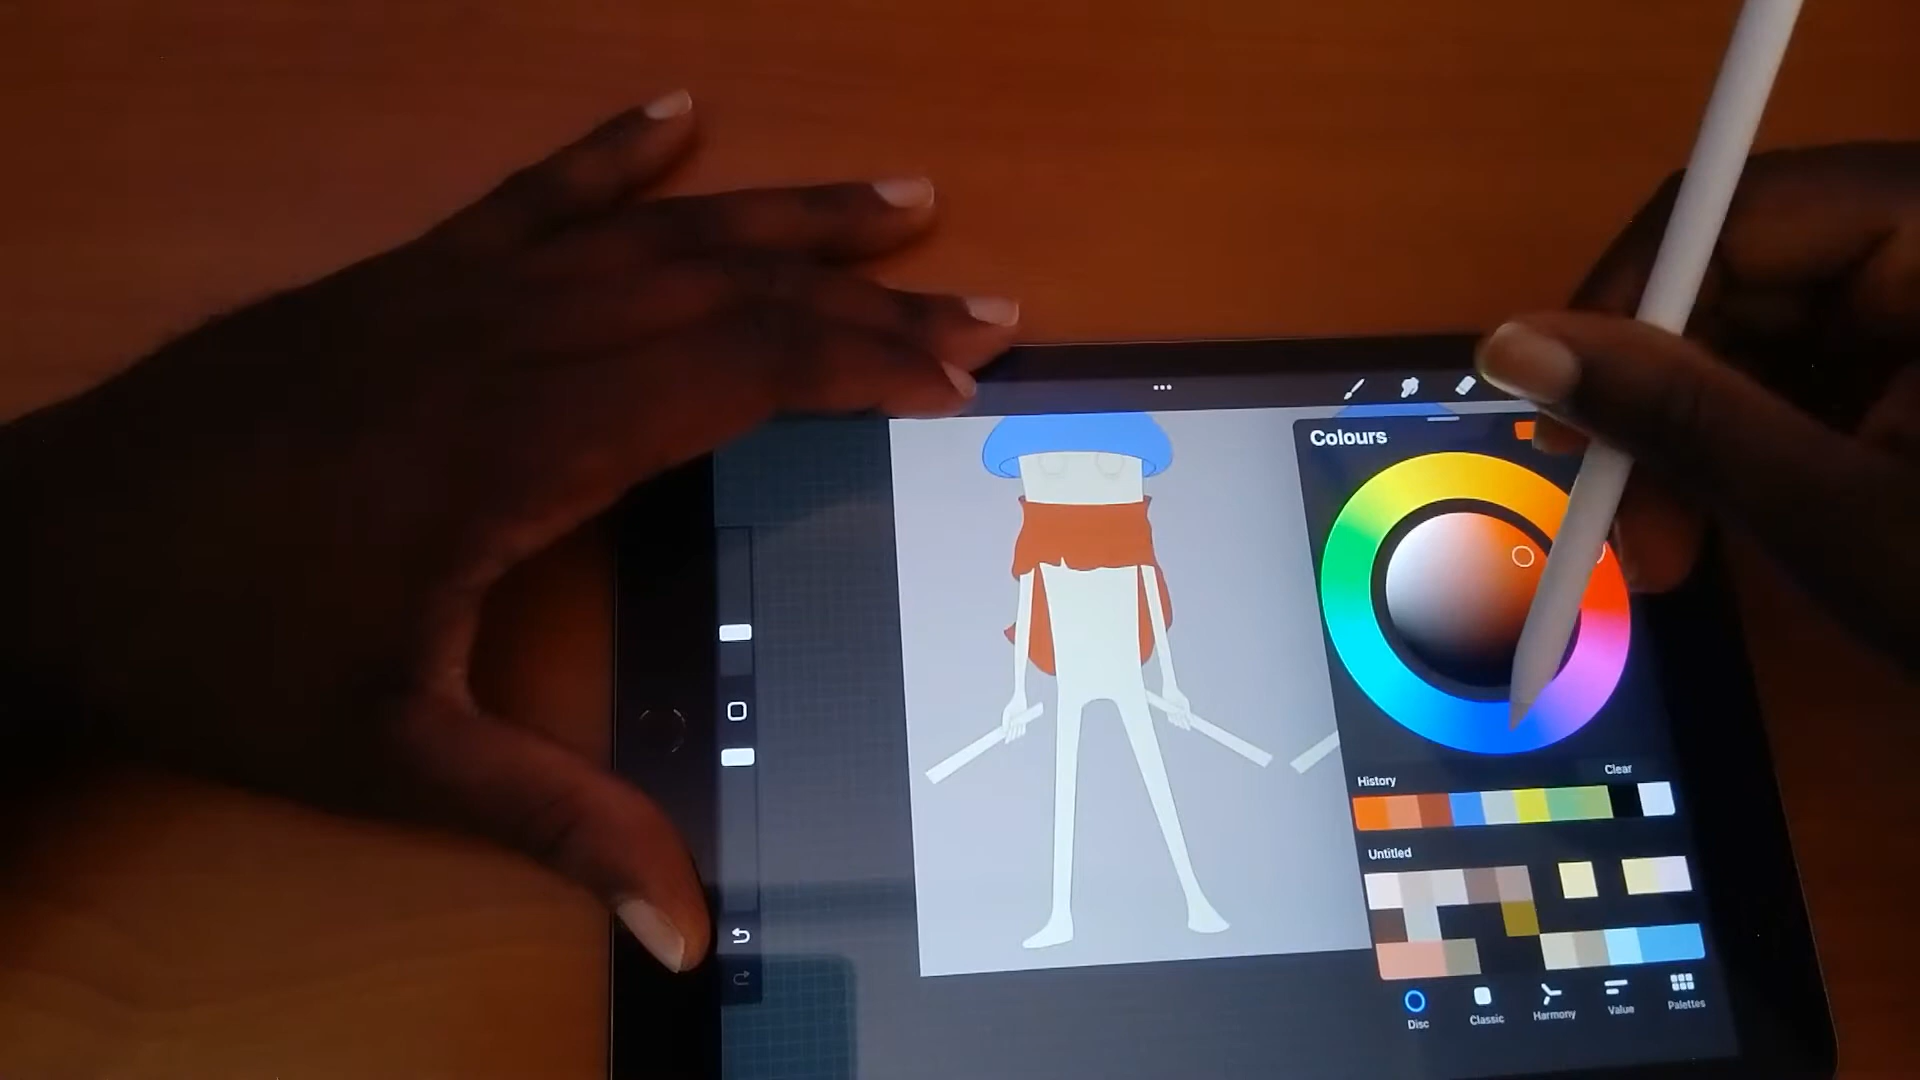 Colours
History
Clear
Untitled
Disc
Classic
Harmony
Value
Palettes